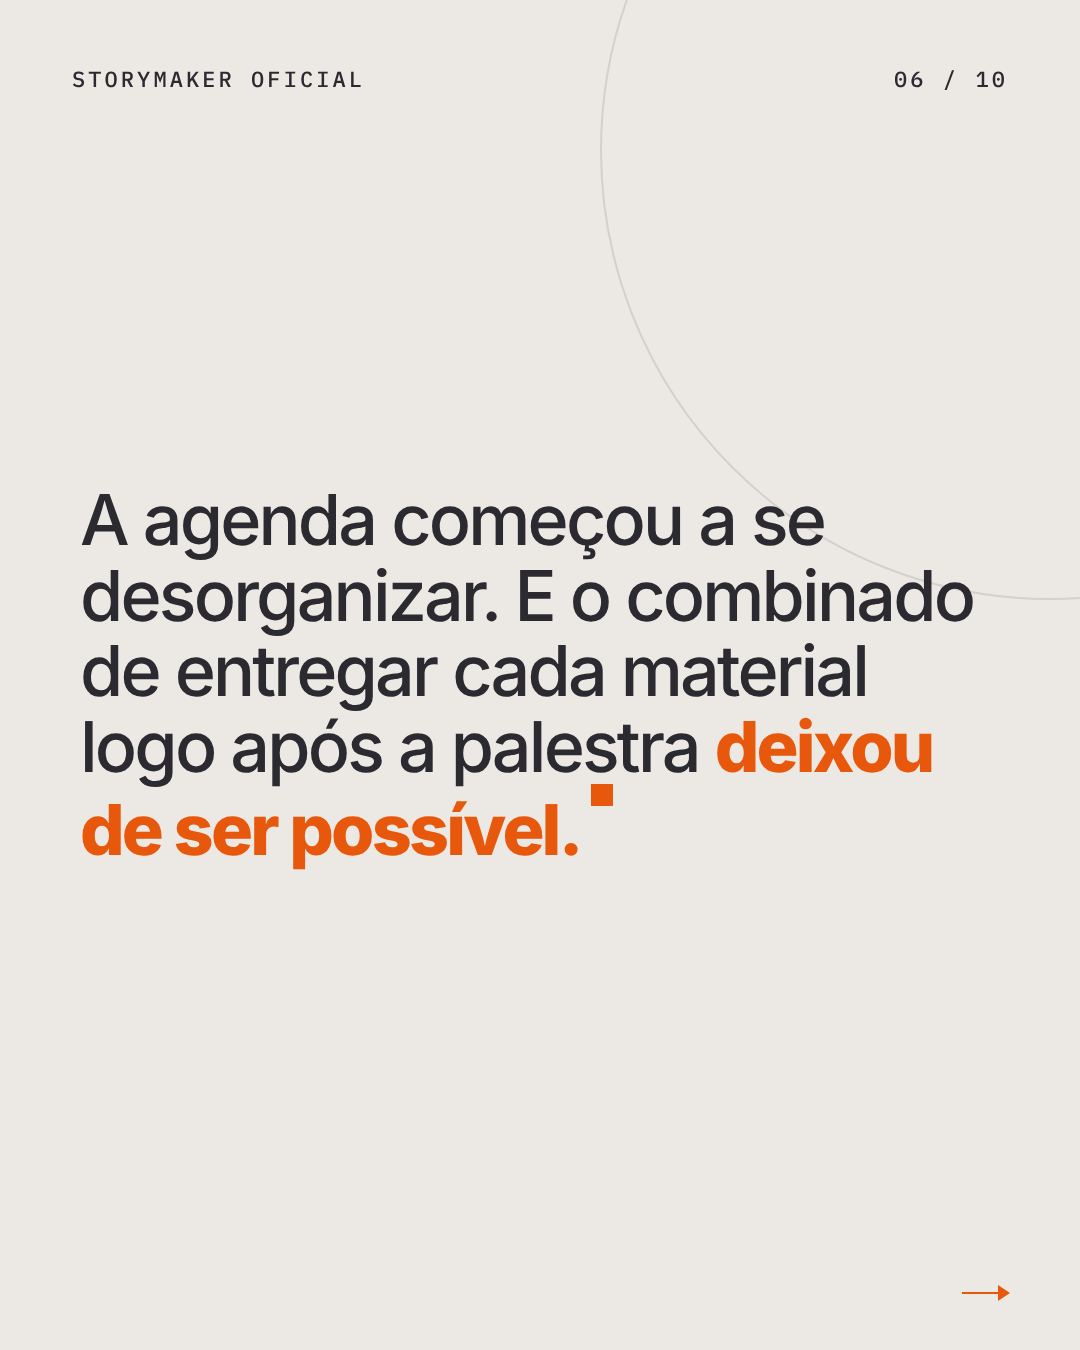 STORYMAKER OFICIAL
06 / 10
A agenda começou a se
desorganizar. E o combinado
de entregar cada material
logo após a palestra deixou
de ser possível.